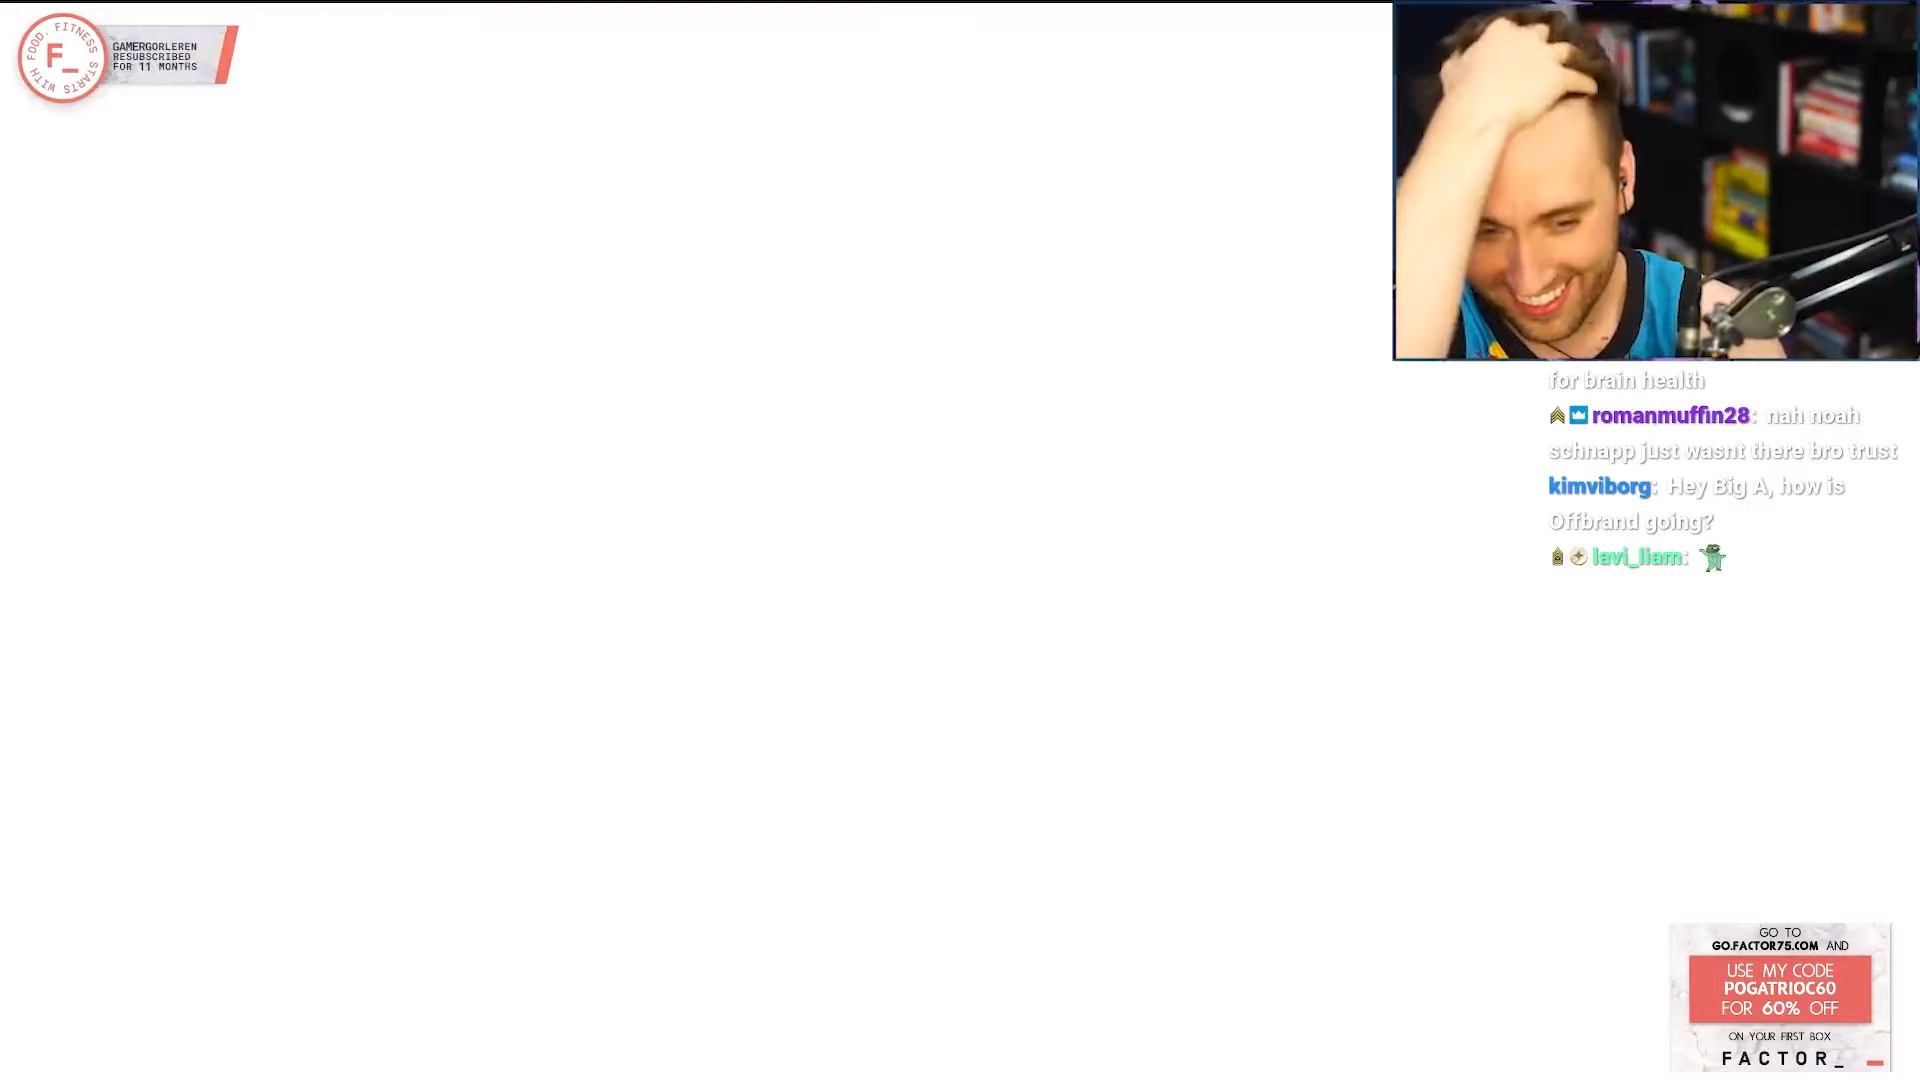 FOOD. FITNESS STARTS WITH
F_
GAMERGORLEREN
RESUBSCRIBED
FOR 11 MONTHS
for brain health
romanmuffin28: nah noah
schnapp just wasnt there bro trust
kimviborg: Hey Big A, how is
Offbrand going?
lavi_liam:
GO TO
GO.FACTOR75.COM AND
USE MY CODE
POGATRIOC60
FOR 60% OFF
ON YOUR FIRST BOX
FACTOR_